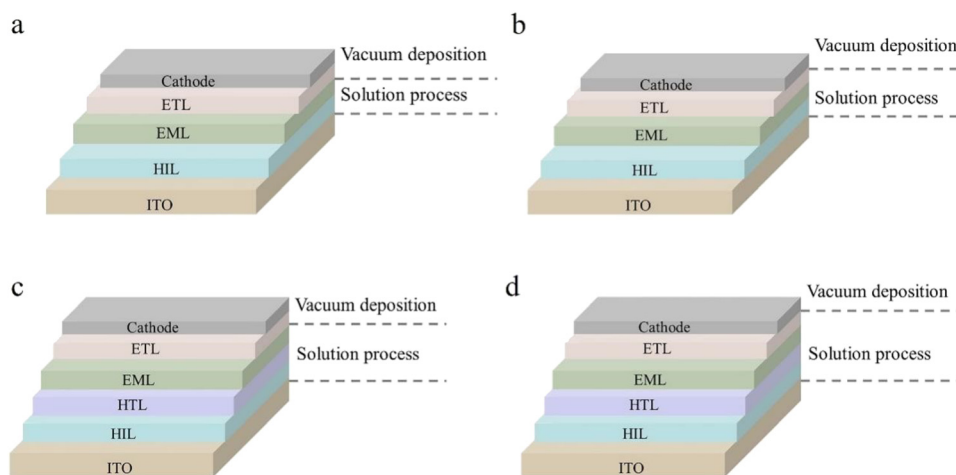 a
Vacuum deposition
Cathode
Solution process
ETL
EML
HIL
ITO
b
Vacuum deposition
Cathode
Solution process
ETL
EML
HIL
ITO
c
Vacuum deposition
Cathode
ETL
Solution process
EML
HTL
HIL
ITO
d
Vacuum deposition
Cathode
ETL
Solution process
EML
HTL
HIL
ITO